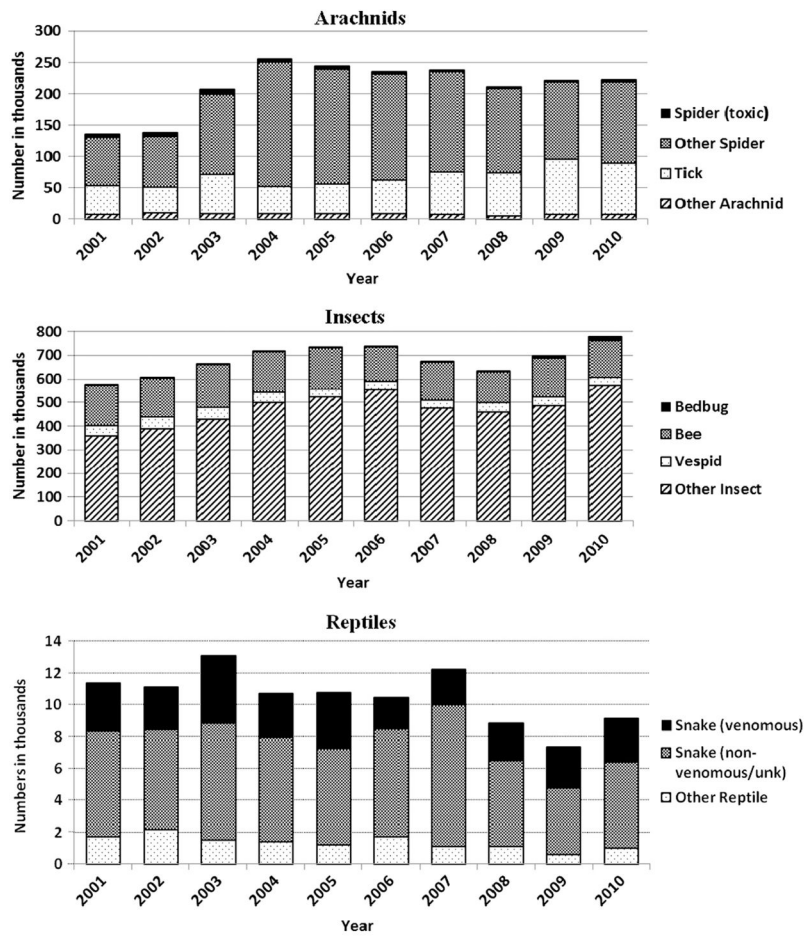 Arachnids
300
250
200
150
100
50
0
Number in thousands
2001 2002 2003 2004 2005 2006 2007 2008 2009 2010
Year
Spider (toxic)
Other Spider
Tick
Other Arachnid
Insects
800
700
600
500
400
300
200
100
0
Number in thousands
2001 2002 2003 2004 2005 2006 2007 2008 2009 2010
Year
Bedbug
Bee
Vespid
Other Insect
Reptiles
14
12
10
8
6
4
2
0
Numbers in thousands
2001 2002 2003 2004 2005 2006 2007 2008 2009 2010
Year
Snake (venomous)
Snake (non-
venomous/unk)
Other Reptile